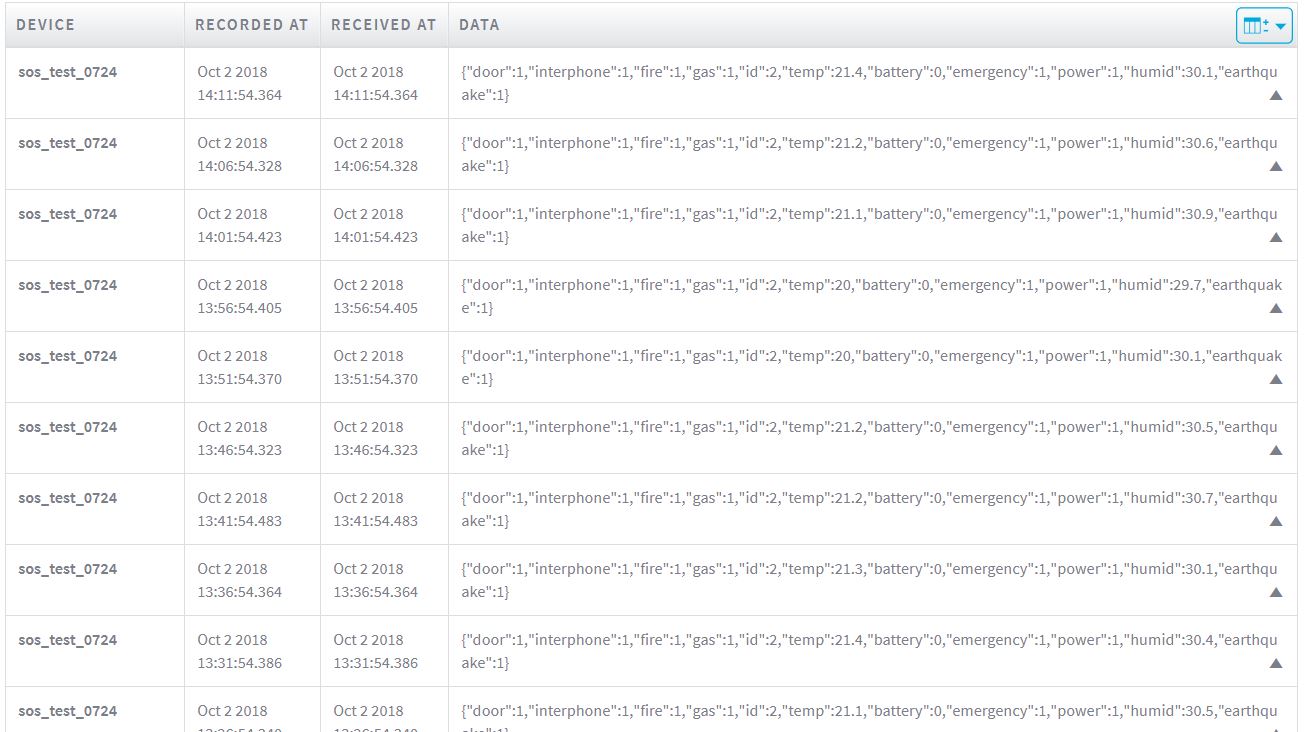 DEVICE RECORDED AT RECEIVED AT DATA
sos_test_0724 Oct 2 2018 Oct 2 2018 {"door":1,"interphone":1,"fire":1,"gas":1,"id":2,"temp":21.4,"battery":0,"emergency":1,"power":1,"humid":30.1,"earthqu
14:11:54.364 14:11:54.364 ake":1}
sos_test_0724 Oct 2 2018 Oct 2 2018 {"door":1,"interphone":1,"fire":1,"gas":1,"id":2,"temp":21.2,"battery":0,"emergency":1,"power":1,"humid":30.6,"earthqu
14:06:54.328 14:06:54.328 ake":1}
sos_test_0724 Oct 2 2018 Oct 2 2018 {"door":1,"interphone":1,"fire":1,"gas":1,"id":2,"temp":21.1,"battery":0,"emergency":1,"power":1,"humid":30.9,"earthqu
14:01:54.423 14:01:54.423 ake":1}
sos_test_0724 Oct 2 2018 Oct 2 2018 {"door":1,"interphone":1,"fire":1,"gas":1,"id":2,"temp":20,"battery":0,"emergency":1,"power":1,"humid":29.7,"earthquak
13:56:54.405 13:56:54.405 e":1}
sos_test_0724 Oct 2 2018 Oct 2 2018 {"door":1,"interphone":1,"fire":1,"gas":1,"id":2,"temp":20,"battery":0,"emergency":1,"power":1,"humid":30.1,"earthquak
13:51:54.370 13:51:54.370 e":1}
sos_test_0724 Oct 2 2018 Oct 2 2018 {"door":1,"interphone":1,"fire":1,"gas":1,"id":2,"temp":21.2,"battery":0,"emergency":1,"power":1,"humid":30.5,"earthqu
13:46:54.323 13:46:54.323 ake":1}
sos_test_0724 Oct 2 2018 Oct 2 2018 {"door":1,"interphone":1,"fire":1,"gas":1,"id":2,"temp":21.2,"battery":0,"emergency":1,"power":1,"humid":30.7,"earthqu
13:41:54.483 13:41:54.483 ake":1}
sos_test_0724 Oct 2 2018 Oct 2 2018 {"door":1,"interphone":1,"fire":1,"gas":1,"id":2,"temp":21.3,"battery":0,"emergency":1,"power":1,"humid":30.1,"earthqu
13:36:54.364 13:36:54.364 ake":1}
sos_test_0724 Oct 2 2018 Oct 2 2018 {"door":1,"interphone":1,"fire":1,"gas":1,"id":2,"temp":21.4,"battery":0,"emergency":1,"power":1,"humid":30.4,"earthqu
13:31:54.386 13:31:54.386 ake":1}
sos_test_0724 Oct 2 2018 Oct 2 2018 {"door":1,"interphone":1,"fire":1,"gas":1,"id":2,"temp":21.1,"battery":0,"emergency":1,"power":1,"humid":30.5,"earthqu